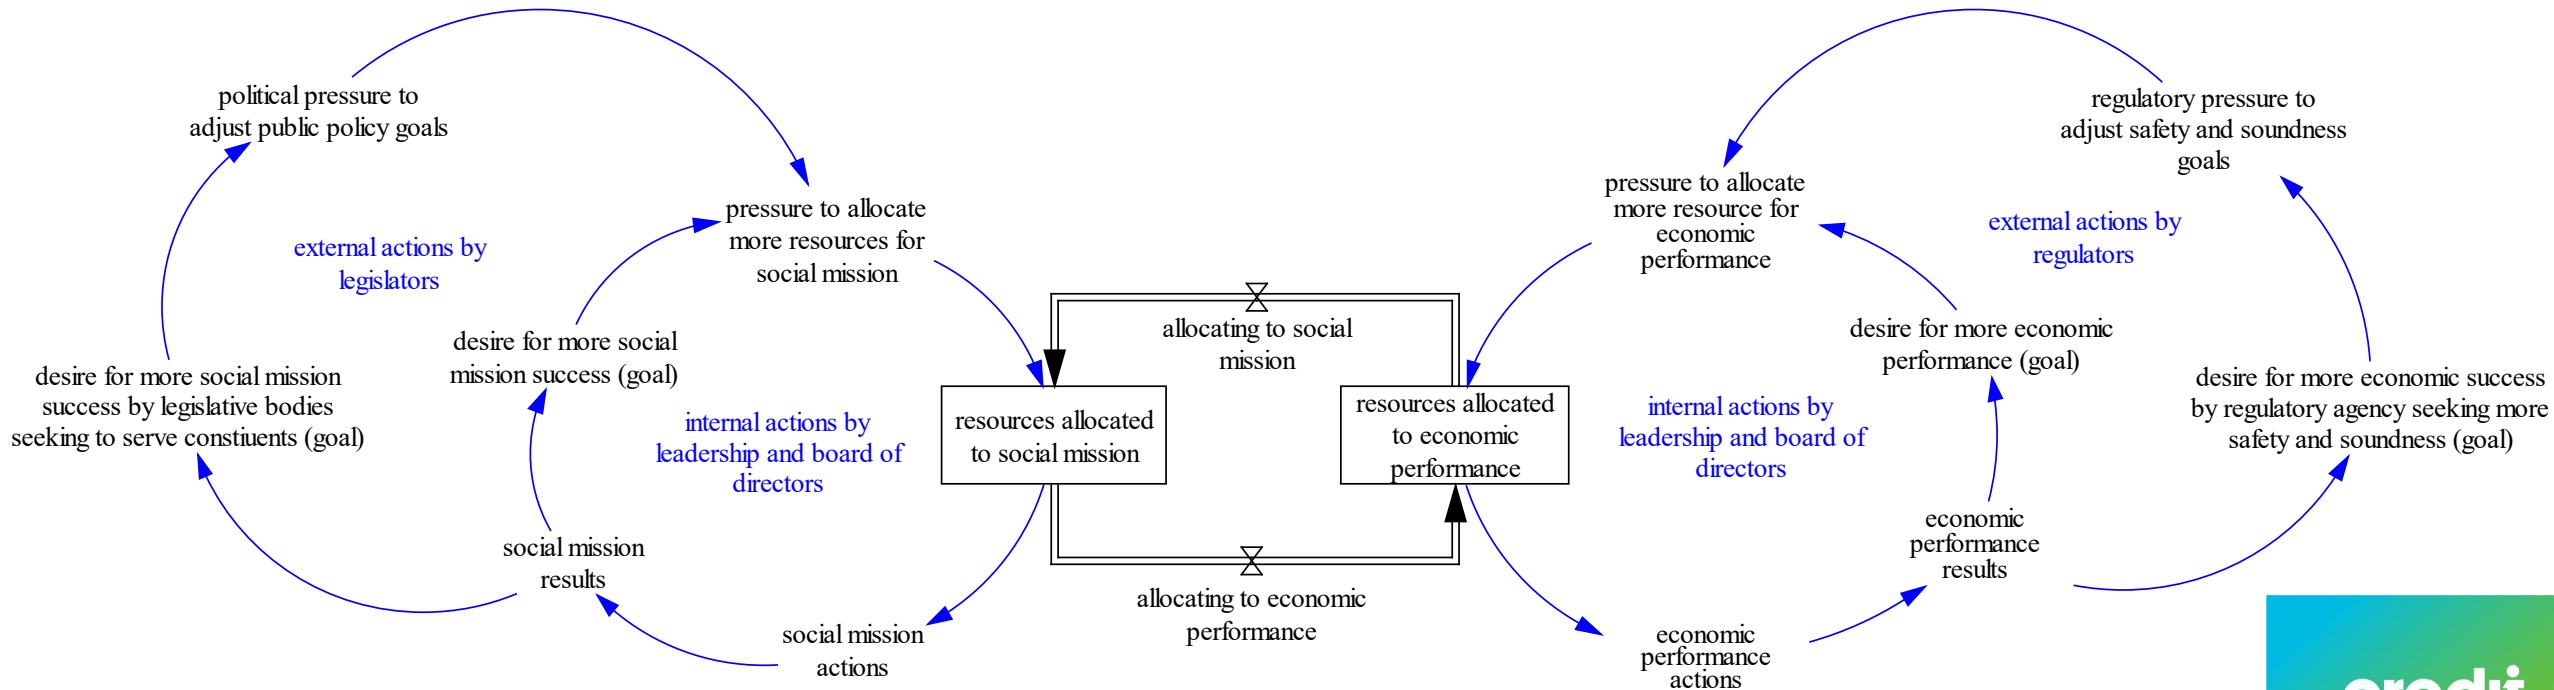 political pressure to
adjust public policy goals
regulatory pressure to
adjust safety and soundness
goals
pressure to allocate
more resources for
social mission
pressure to allocate
more resource for
economic
performance
external actions by
legislators
external actions by
regulators
allocating to social
mission
desire for more social
mission success (goal)
desire for more economic
performance (goal)
desire for more social mission
success by legislative bodies
seeking to serve constiuents (goal)
desire for more economic success
by regulatory agency seeking more
safety and soundness (goal)
internal actions by
leadership and board of
directors
resources allocated
to social mission
resources allocated
to economic
performance
internal actions by
leadership and board of
directors
social mission
results
economic
performance
results
allocating to economic
performance
social mission
actions
economic
performance
actions